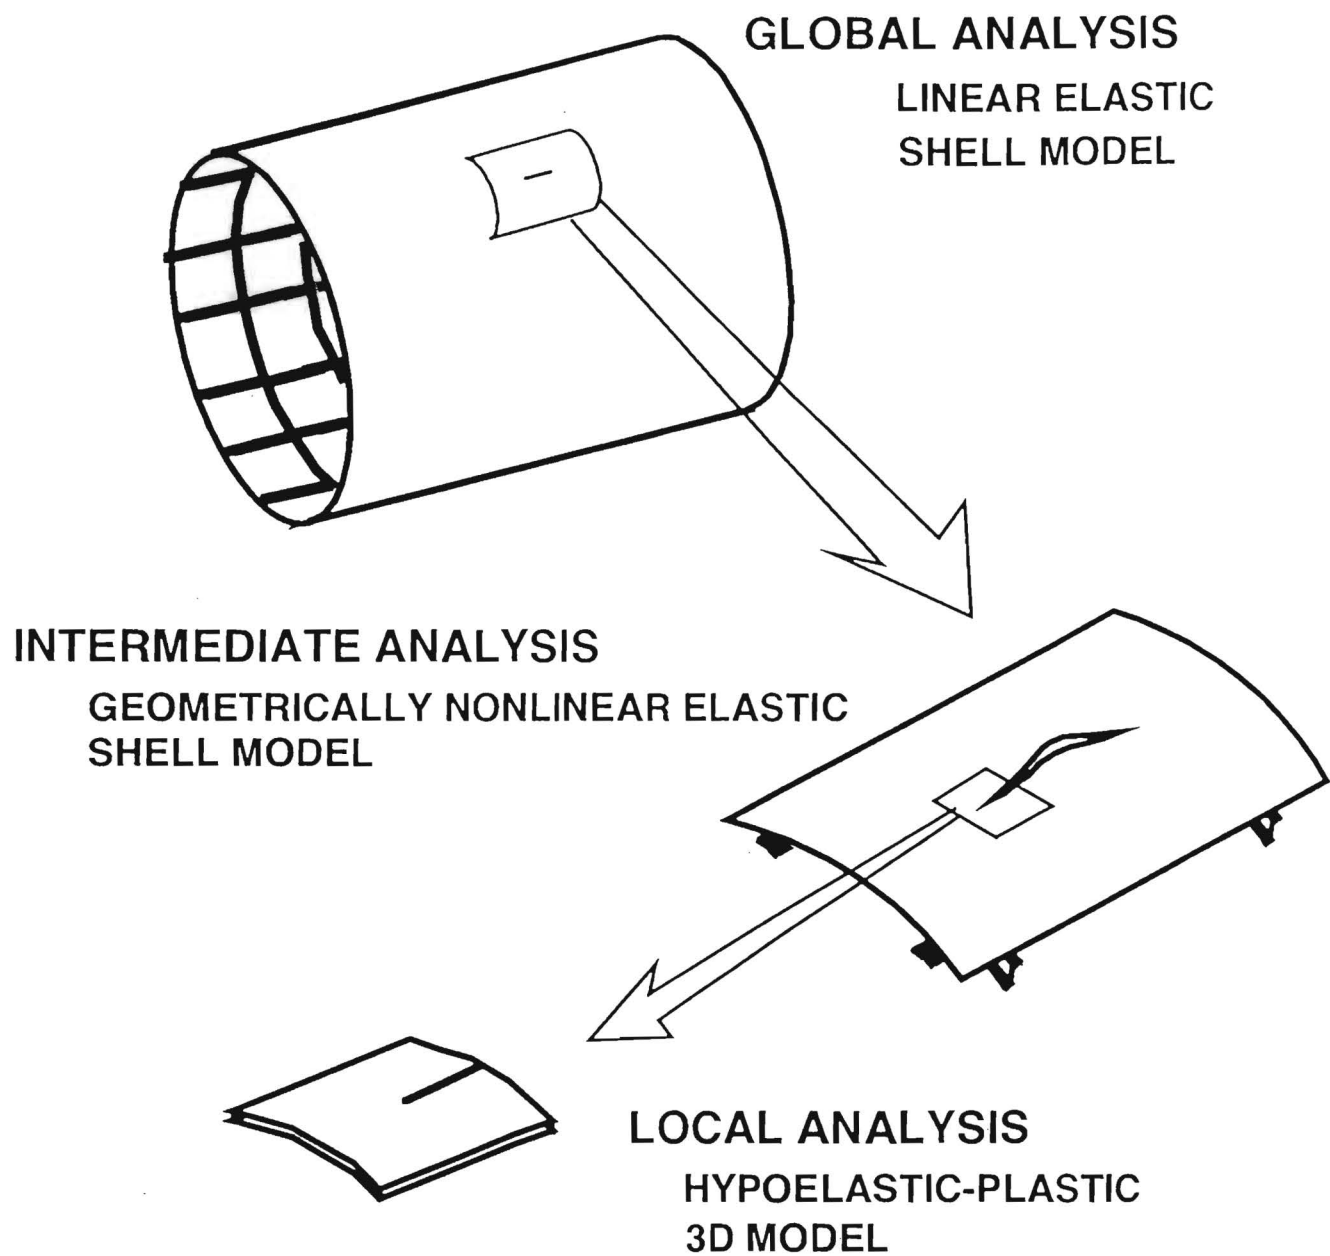 GLOBAL ANALYSIS
LINEAR ELASTIC
SHELL MODEL
INTERMEDIATE ANALYSIS
GEOMETRICALLY NONLINEAR ELASTIC
SHELL MODEL
LOCAL ANALYSIS
HYPOELASTIC-PLASTIC
3D MODEL